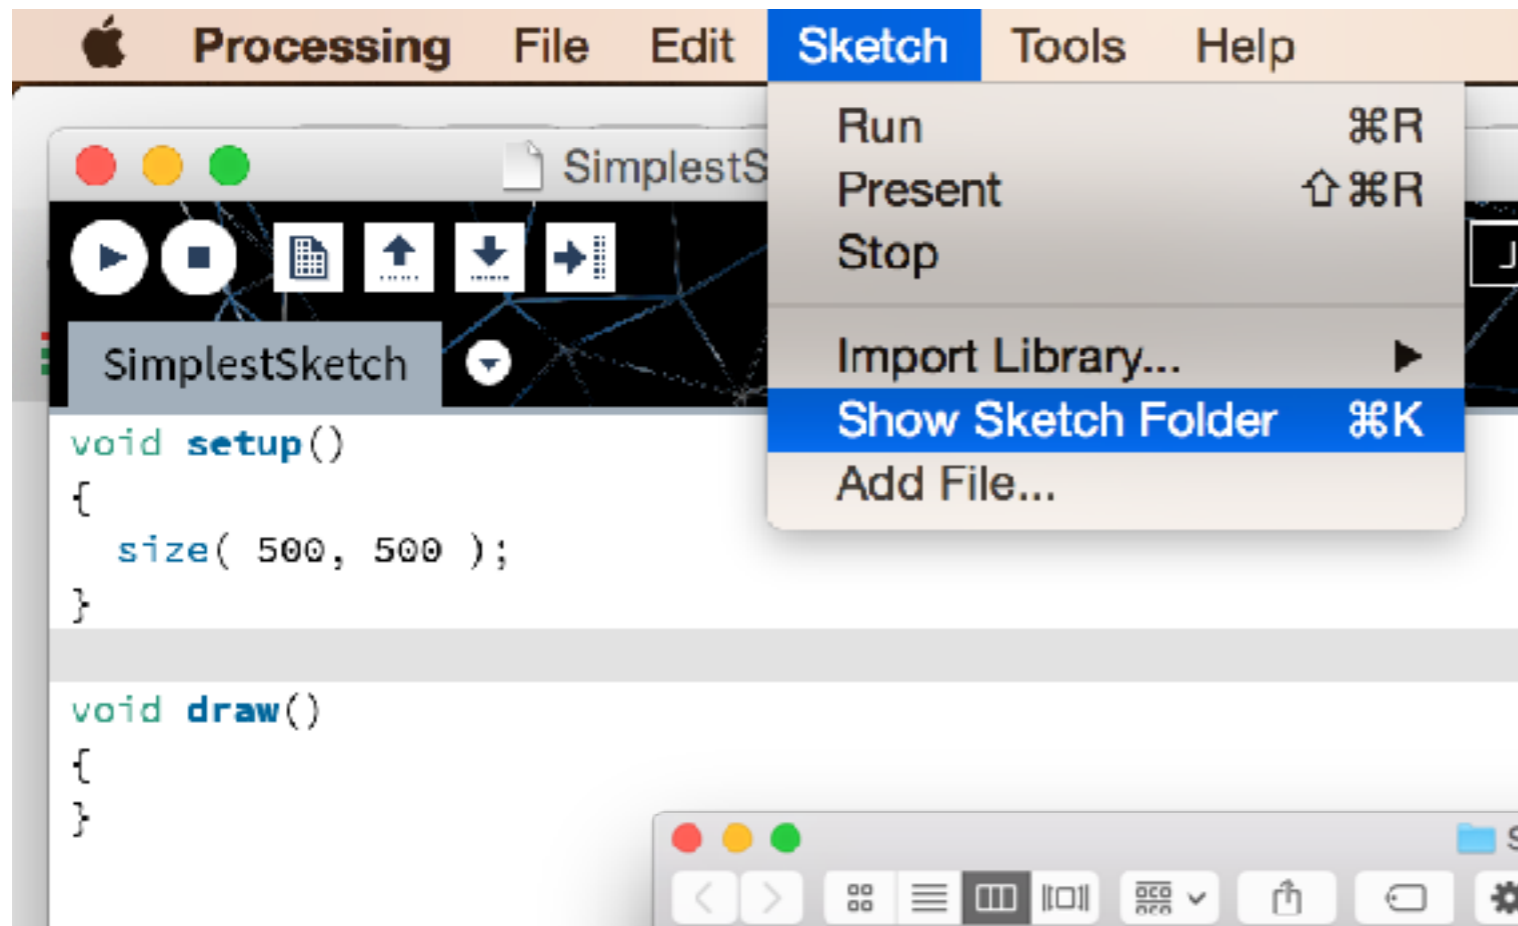 Processing File Edit Sketch Tools Help
Run ⌘R
Present ⇧⌘R
Stop
Import Library... ▶
Show Sketch Folder ⌘K
Add File...
SimplestS
J
SimplestSketch
void setup()
{
  size( 500, 500 );
}
void draw()
{
}
S